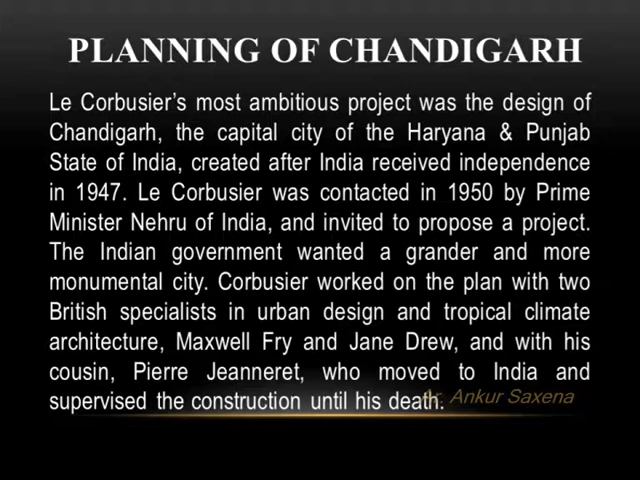 PLANNING OF CHANDIGARH
Le Corbusier's most ambitious project was the design of
Chandigarh, the capital city of the Haryana & Punjab
State of India, created after India received independence
in 1947. Le Corbusier was contacted in 1950 by Prime
Minister Nehru of India, and invited to propose a project.
The Indian government wanted a grander and more
monumental city. Corbusier worked on the plan with two
British specialists in urban design and tropical climate
architecture, Maxwell Fry and Jane Drew, and with his
cousin, Pierre Jeanneret, who moved to India and
supervised the construction until his death.
Ar. Ankur Saxena